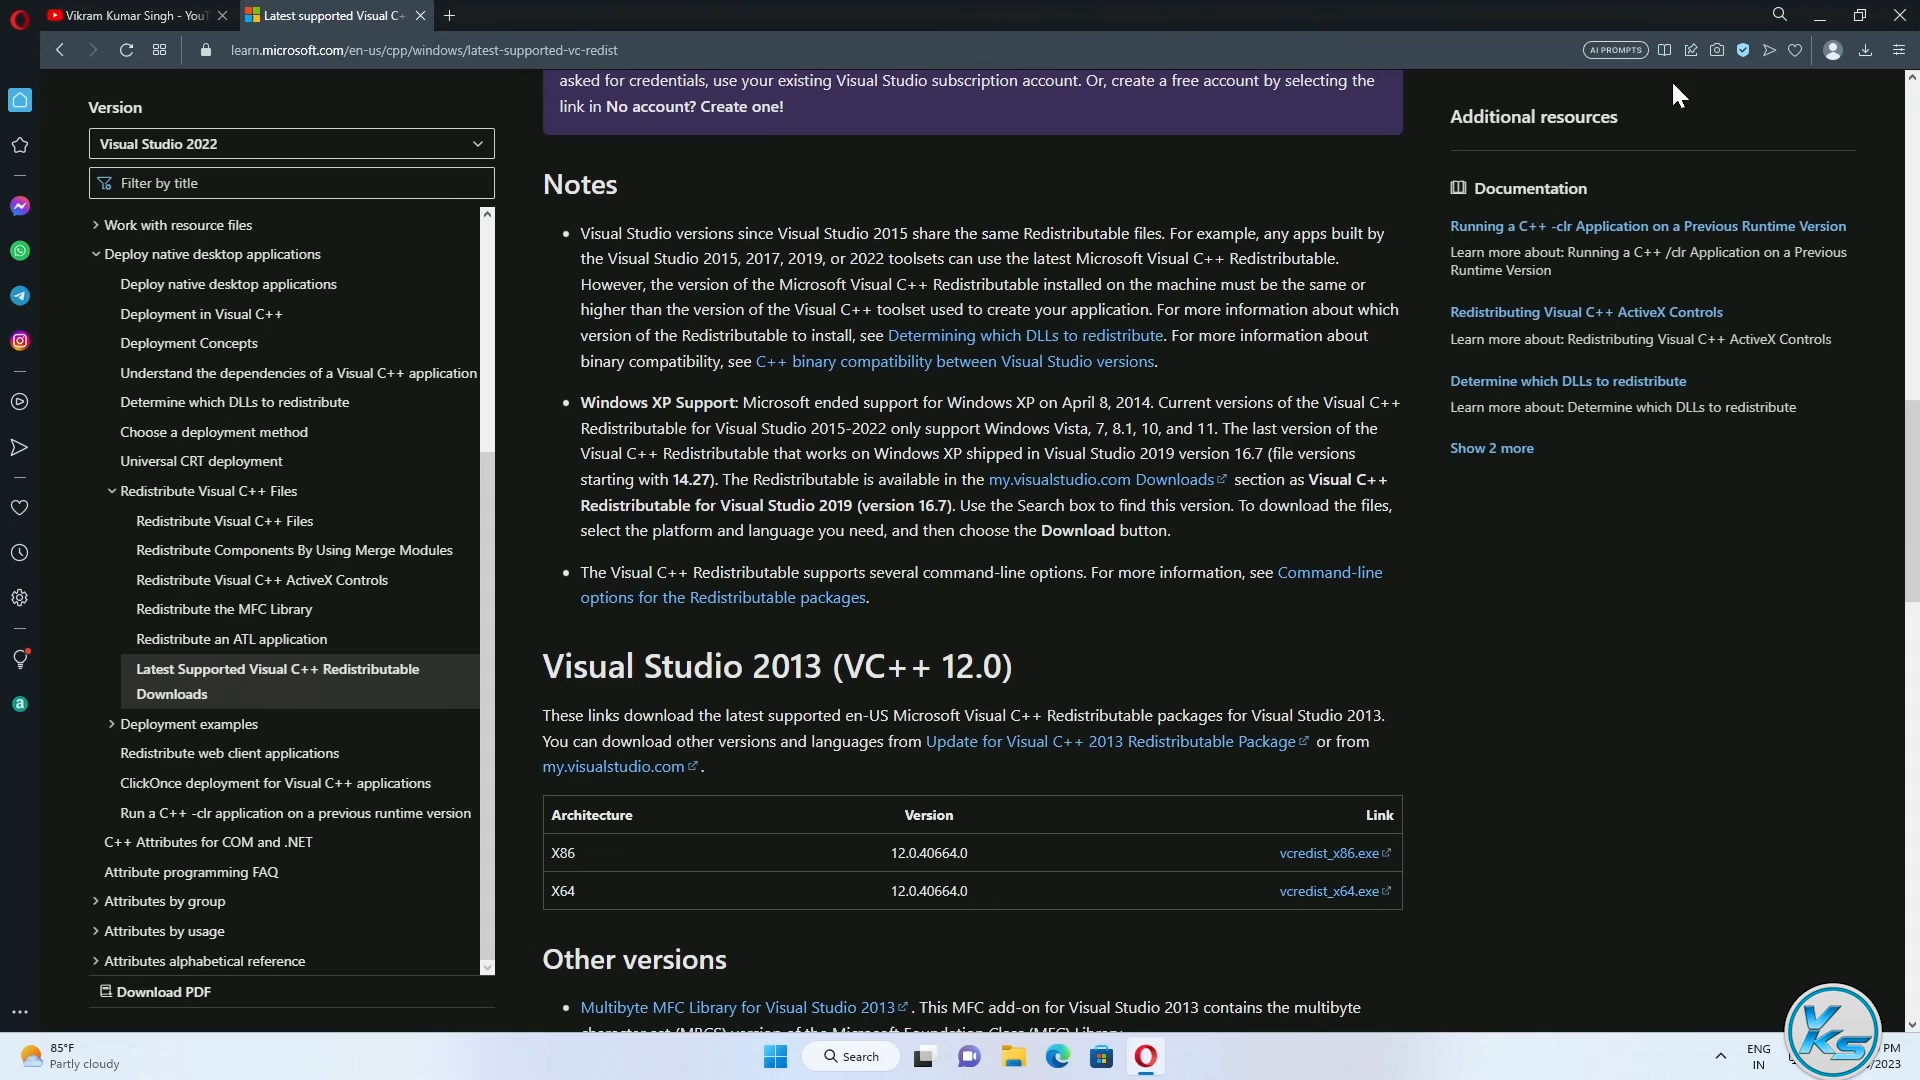 Vikram Kumar Singh - YouT
Latest supported Visual C+
learn.microsoft.com/en-us/cpp/windows/latest-supported-vc-redist
AI PROMPTS
Version
Visual Studio 2022
Filter by title
Work with resource files
Deploy native desktop applications
Deploy native desktop applications
Deployment in Visual C++
Deployment Concepts
Understand the dependencies of a Visual C++ application
Determine which DLLs to redistribute
Choose a deployment method
Universal CRT deployment
Redistribute Visual C++ Files
Redistribute Visual C++ Files
Redistribute Components By Using Merge Modules
Redistribute Visual C++ ActiveX Controls
Redistribute the MFC Library
Redistribute an ATL application
Latest Supported Visual C++ Redistributable
Downloads
Deployment examples
Redistribute web client applications
ClickOnce deployment for Visual C++ applications
Run a C++ -clr application on a previous runtime version
C++ Attributes for COM and .NET
Attribute programming FAQ
Attributes by group
Attributes by usage
Attributes alphabetical reference
Download PDF
asked for credentials, use your existing Visual Studio subscription account. Or, create a free account by selecting the
link in No account? Create one!
Notes
• Visual Studio versions since Visual Studio 2015 share the same Redistributable files. For example, any apps built by
the Visual Studio 2015, 2017, 2019, or 2022 toolsets can use the latest Microsoft Visual C++ Redistributable.
However, the version of the Microsoft Visual C++ Redistributable installed on the machine must be the same or
higher than the version of the Visual C++ toolset used to create your application. For more information about which
version of the Redistributable to install, see Determining which DLLs to redistribute. For more information about
binary compatibility, see C++ binary compatibility between Visual Studio versions.
• Windows XP Support: Microsoft ended support for Windows XP on April 8, 2014. Current versions of the Visual C++
Redistributable for Visual Studio 2015-2022 only support Windows Vista, 7, 8.1, 10, and 11. The last version of the
Visual C++ Redistributable that works on Windows XP shipped in Visual Studio 2019 version 16.7 (file versions
starting with 14.27). The Redistributable is available in the my.visualstudio.com Downloads section as Visual C++
Redistributable for Visual Studio 2019 (version 16.7). Use the Search box to find this version. To download the files,
select the platform and language you need, and then choose the Download button.
• The Visual C++ Redistributable supports several command-line options. For more information, see Command-line
options for the Redistributable packages.
Visual Studio 2013 (VC++ 12.0)
These links download the latest supported en-US Microsoft Visual C++ Redistributable packages for Visual Studio 2013.
You can download other versions and languages from Update for Visual C++ 2013 Redistributable Package or from
my.visualstudio.com .
Architecture Version Link
X86 12.0.40664.0 vcredist_x86.exe
X64 12.0.40664.0 vcredist_x64.exe
Other versions
• Multibyte MFC Library for Visual Studio 2013 . This MFC add-on for Visual Studio 2013 contains the multibyte
character set (MBCS) version of the Microsoft Foundation Class (MFC) Library.
Additional resources
Documentation
Running a C++ -clr Application on a Previous Runtime Version
Learn more about: Running a C++ /clr Application on a Previous
Runtime Version
Redistributing Visual C++ ActiveX Controls
Learn more about: Redistributing Visual C++ ActiveX Controls
Determine which DLLs to redistribute
Learn more about: Determine which DLLs to redistribute
Show 2 more
85°F
Partly cloudy
Search
ENG
IN
PM
/2023
VKS